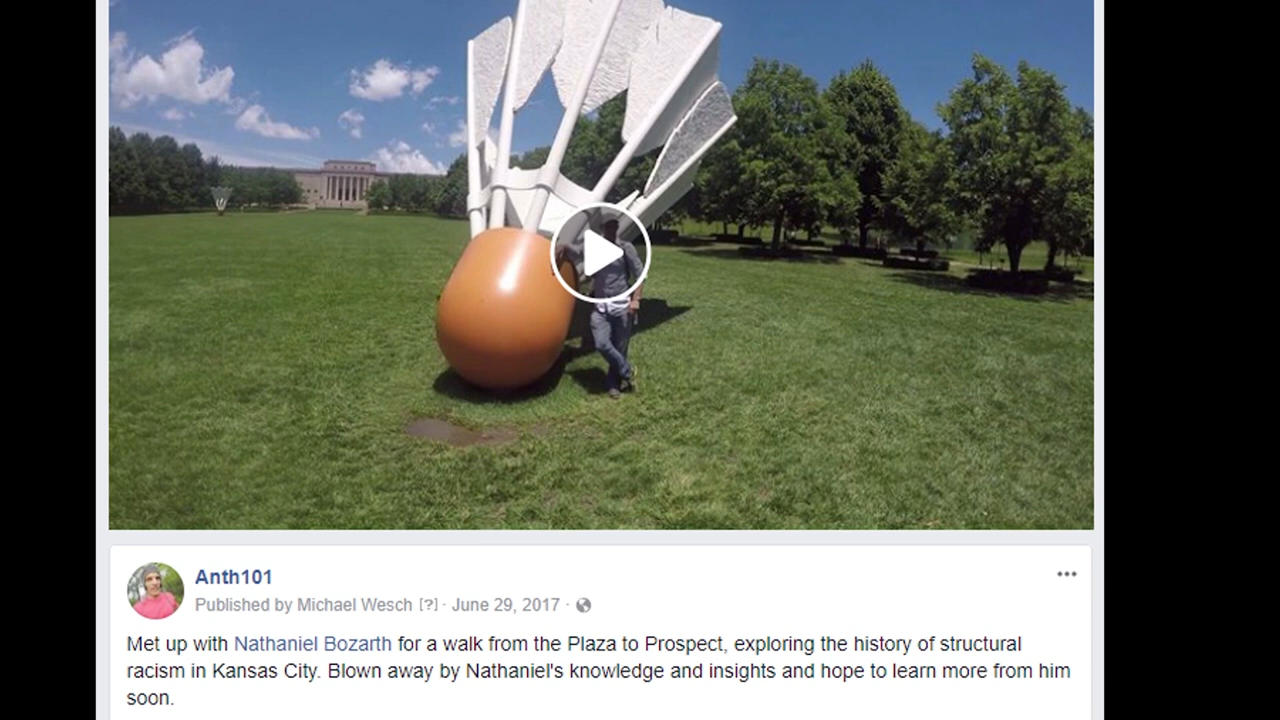 Anth101
Published by Michael Wesch [?] · June 29, 2017 ·
Met up with Nathaniel Bozarth for a walk from the Plaza to Prospect, exploring the history of structural
racism in Kansas City. Blown away by Nathaniel's knowledge and insights and hope to learn more from him
soon.